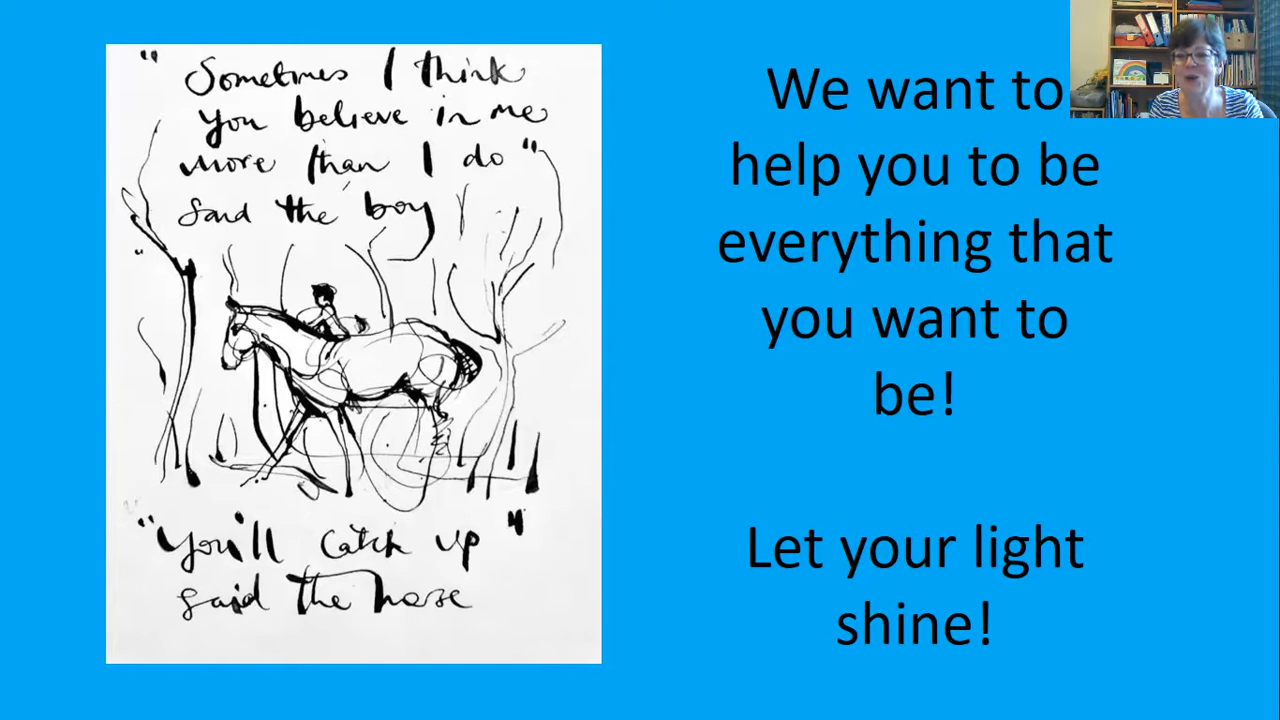 "Sometimes I think
you believe in me
more than I do"
said the boy
"You'll catch up"
said the horse
We want to
help you to be
everything that
you want to
be!
Let your light
shine!